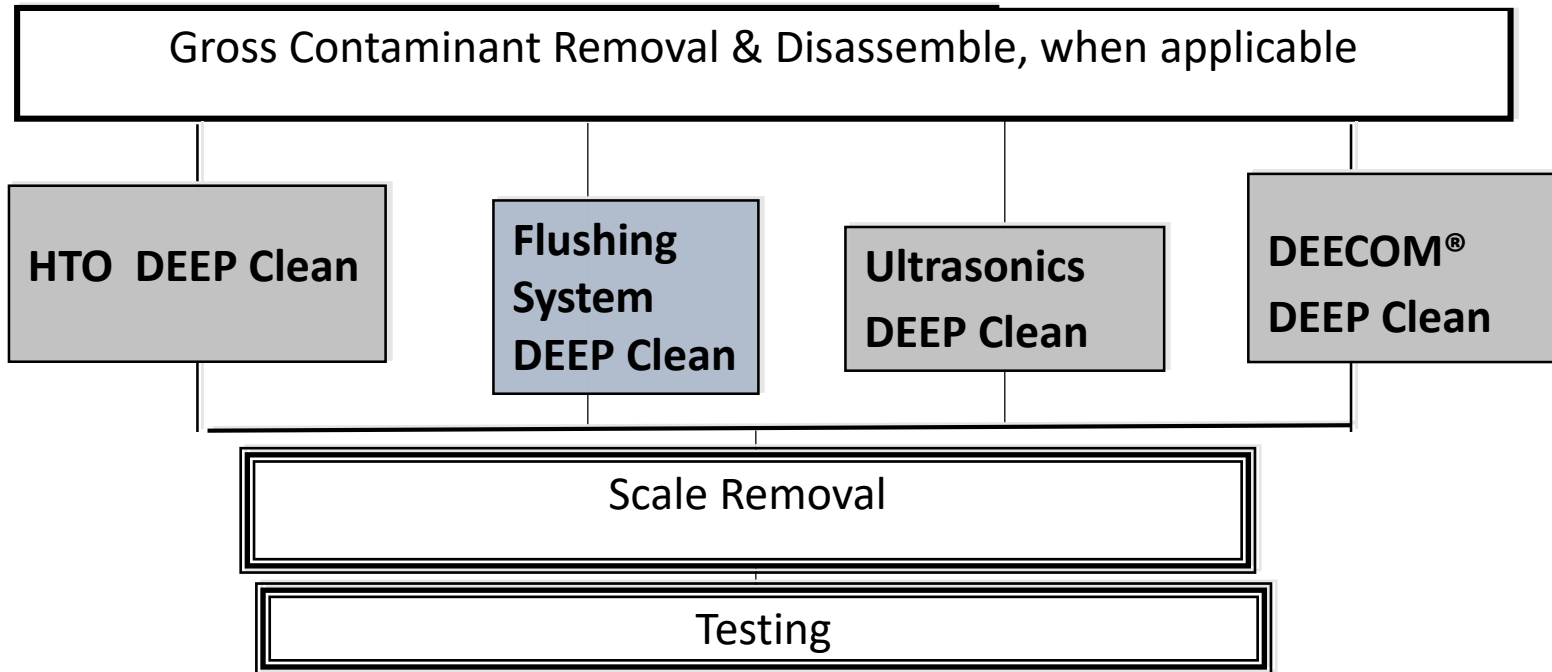 Gross Contaminant Removal & Disassemble, when applicable
HTO DEEP Clean
Flushing
System
DEEP Clean
Ultrasonics
DEEP Clean
DEECOM®
DEEP Clean
Scale Removal
Testing